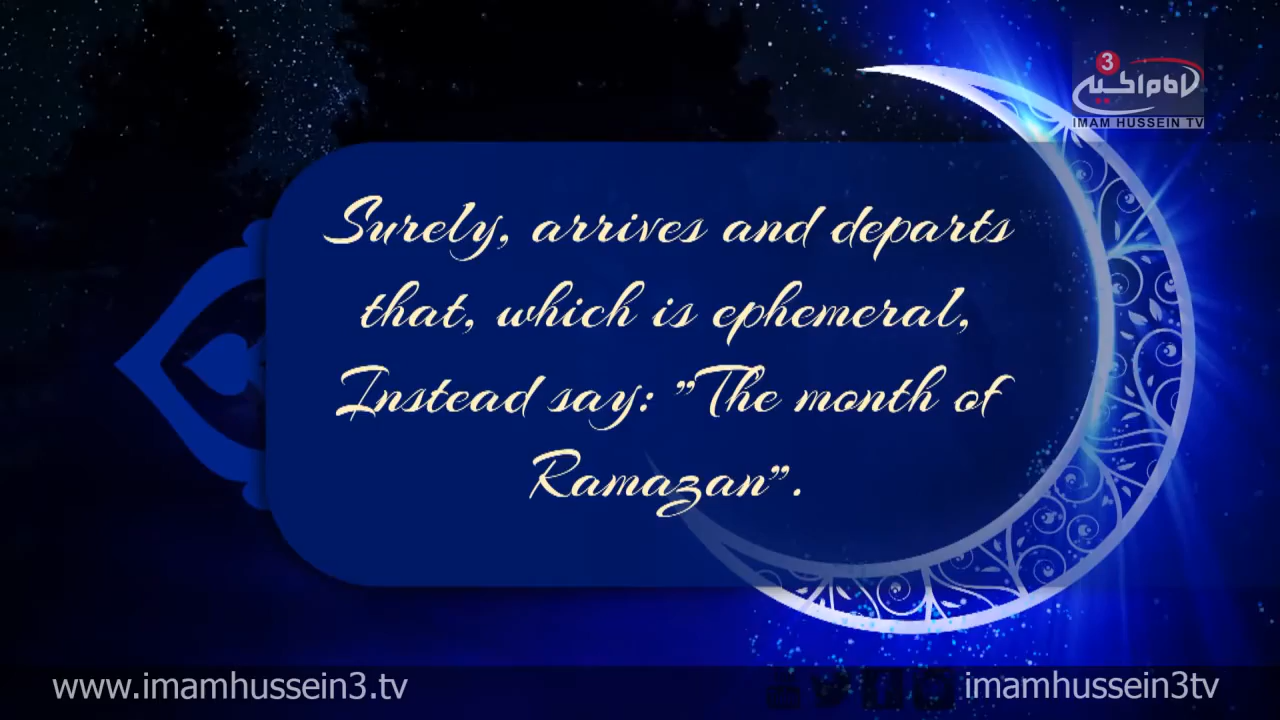 3
IMAM HUSSEIN TV
Surely, arrives and departs
that, which is ephemeral,
Instead say: "The month of
Ramazan".
www.imamhussein3.tv
imamhussein3tv